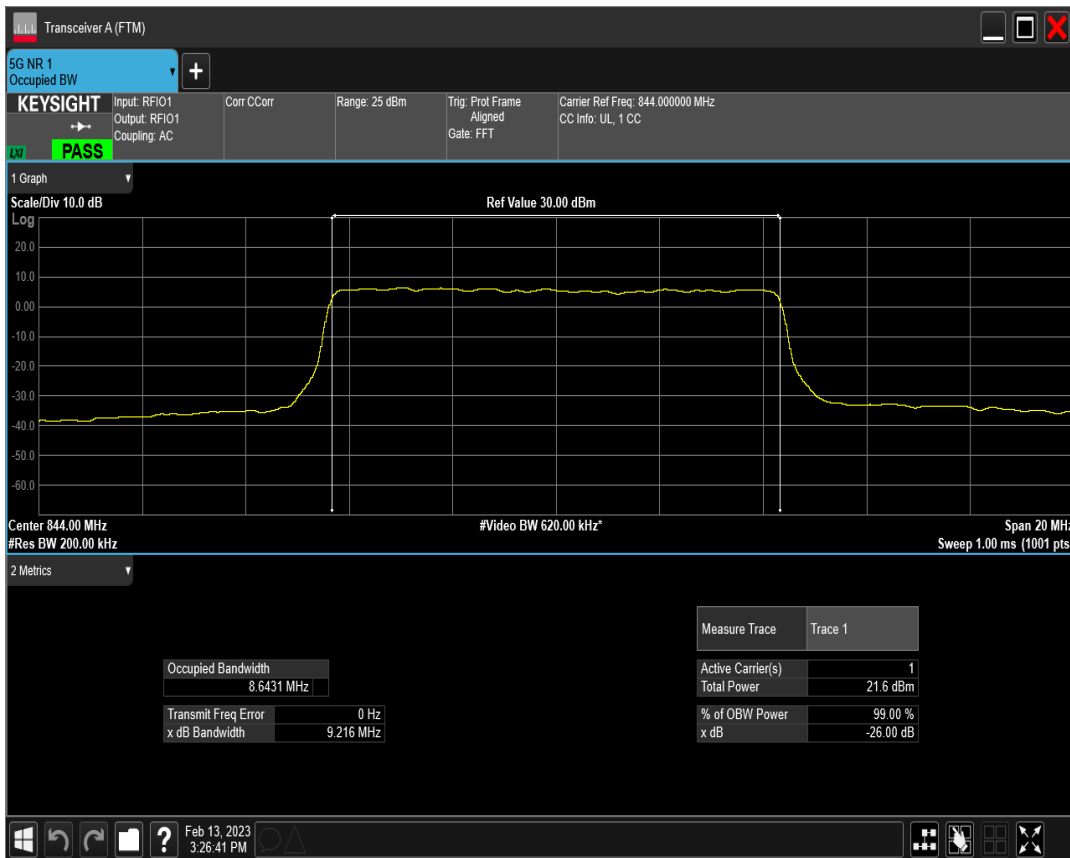 Transceiver A (FTM)
5G NR 1
Occupied BW
+
KEYSIGHT
LXI
PASS
Input: RFIO1
Output: RFIO1
Coupling: AC
Corr CCorr
Range: 25 dBm
Trig: Prot Frame
Aligned
Gate: FFT
Carrier Ref Freq: 844.000000 MHz
CC Info: UL, 1 CC
1 Graph
Scale/Div 10.0 dB
Ref Value 30.00 dBm
Log
20.0
10.0
0.00
-10.0
-20.0
-30.0
-40.0
-50.0
-60.0
Center 844.00 MHz
#Video BW 620.00 kHz*
Span 20 MHz
#Res BW 200.00 kHz
Sweep 1.00 ms (1001 pts
2 Metrics
Measure Trace Trace 1
Occupied Bandwidth
8.6431 MHz
Active Carrier(s) 1
Total Power 21.6 dBm
Transmit Freq Error 0 Hz
x dB Bandwidth 9.216 MHz
% of OBW Power 99.00 %
x dB -26.00 dB
?
Feb 13, 2023
3:26:41 PM